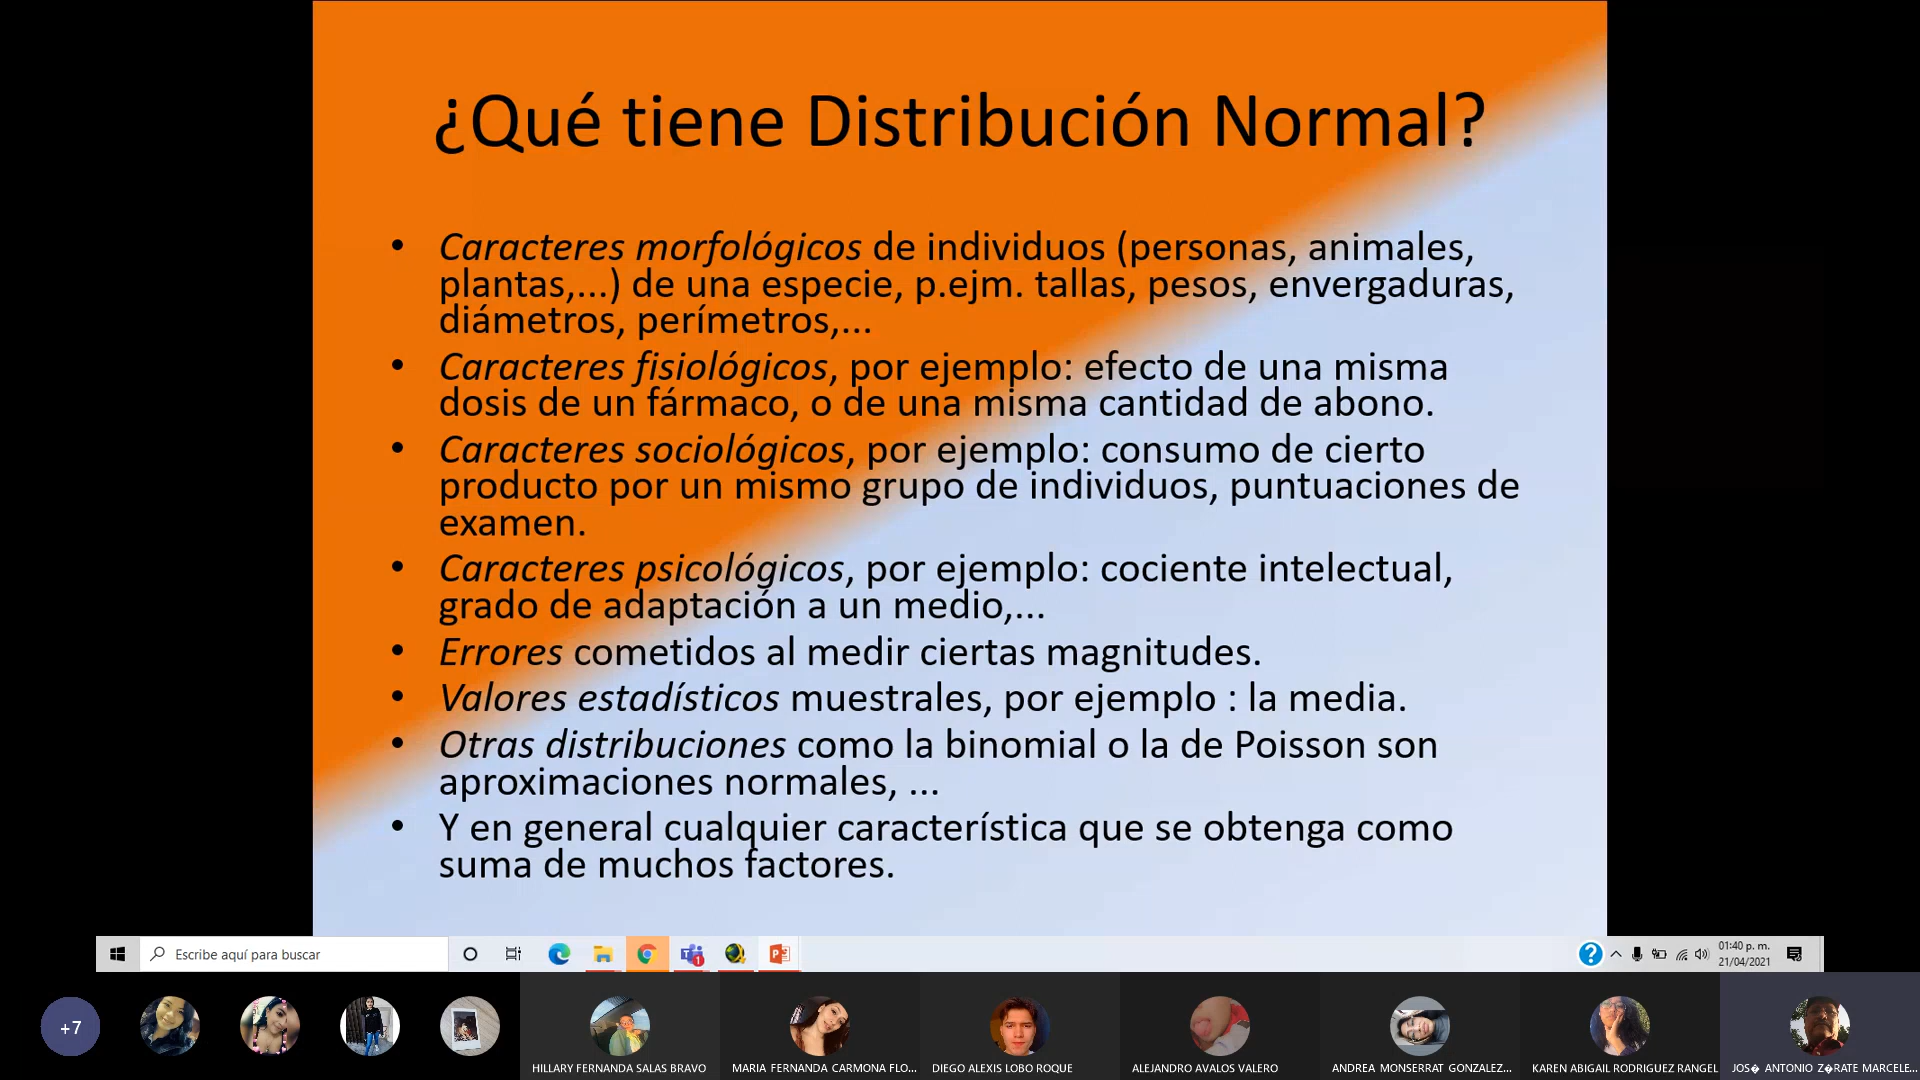 ¿Qué tiene Distribución Normal?
• Caracteres morfológicos de individuos (personas, animales,
plantas,...) de una especie, p.ejm. tallas, pesos, envergaduras,
diámetros, perímetros,...
• Caracteres fisiológicos, por ejemplo: efecto de una misma
dosis de un fármaco, o de una misma cantidad de abono.
• Caracteres sociológicos, por ejemplo: consumo de cierto
producto por un mismo grupo de individuos, puntuaciones de
examen.
• Caracteres psicológicos, por ejemplo: cociente intelectual,
grado de adaptación a un medio,...
• Errores cometidos al medir ciertas magnitudes.
• Valores estadísticos muestrales, por ejemplo : la media.
• Otras distribuciones como la binomial o la de Poisson son
aproximaciones normales, ...
• Y en general cualquier característica que se obtenga como
suma de muchos factores.
Escribe aquí para buscar
01:40 p. m.
21/04/2021
+7
HILLARY FERNANDA SALAS BRAVO
MARIA FERNANDA CARMONA FLO...
DIEGO ALEXIS LOBO ROQUE
ALEJANDRO AVALOS VALERO
ANDREA MONSERRAT GONZALEZ...
KAREN ABIGAIL RODRIGUEZ RANGEL
JOS� ANTONIO Z�RATE MARCELE...